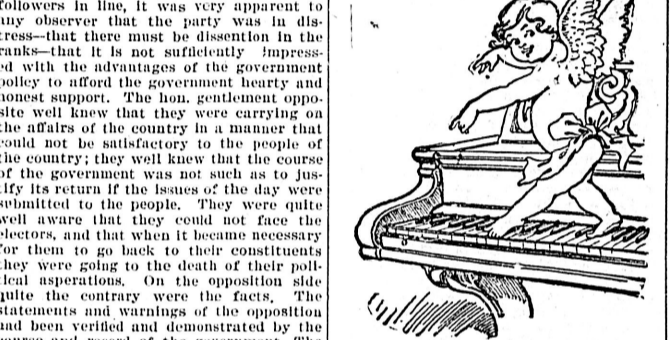 followers in line, it was very apparent to
any observer that the party was in dis-
tress—that there must be dissention in the
ranks—that it is not sufficiently impress-
ed with the advantages of the government
policy to afford the government hearty and
honest support. The hon. gentlement oppo-
site well knew that they were carrying on
the affairs of the country in a manner that
could not be satisfactory to the people of
the country; they well knew that the course
of the government was not such as to jus-
tify its return if the issues of the day were
submitted to the people. They were quite
well aware that they could not face the
electors, and that when it became necessary
for them to go back to their constituents
they were going to the death of their poli-
tical asperations. On the opposition side
quite the contrary were the facts. The
statements and warnings of the opposition
had been verified and demonstrated by the